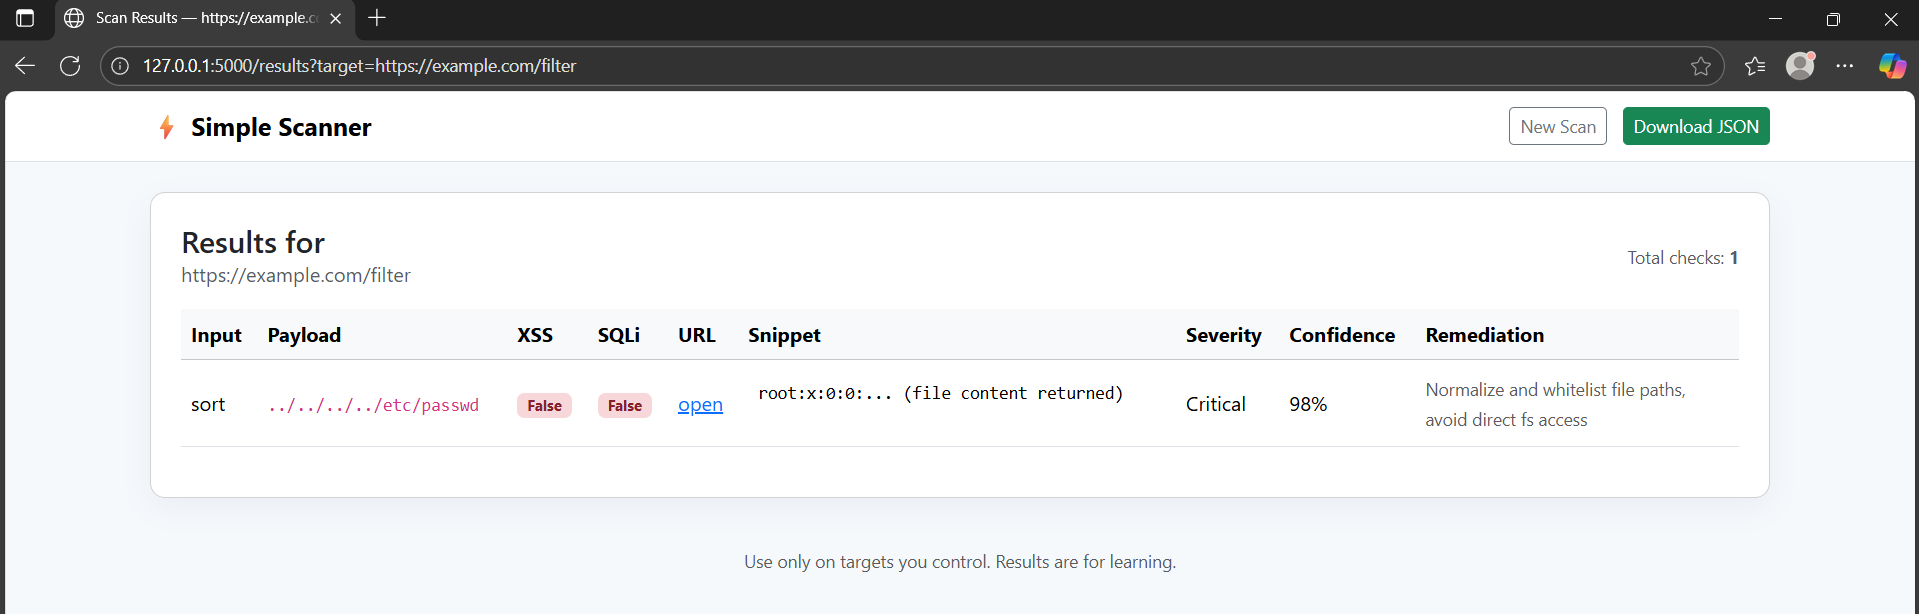 Scan Results — https://example.c
127.0.0.1:5000/results?target=https://example.com/filter
Simple Scanner
New Scan
Download JSON
Results for
https://example.com/filter
Total checks: 1
Input Payload XSS SQLi URL Snippet Severity Confidence Remediation
sort ../../../../etc/passwd False False open root:x:0:0:... (file content returned) Critical 98% Normalize and whitelist file paths,
avoid direct fs access
Use only on targets you control. Results are for learning.